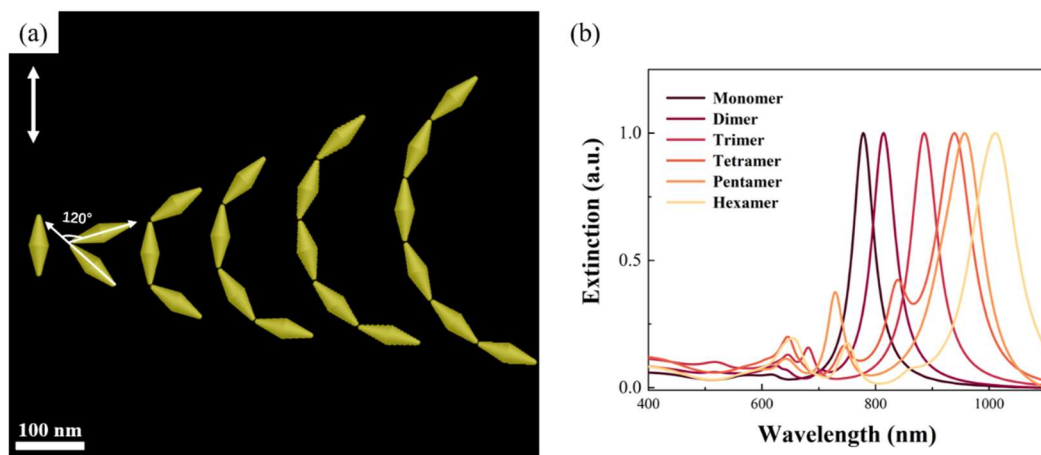 (a)
120°
100 nm
(b)
Extinction (a.u.)
1.0
0.5
0.0
Monomer
Dimer
Trimer
Tetramer
Pentamer
Hexamer
400
600
800
1000
Wavelength (nm)